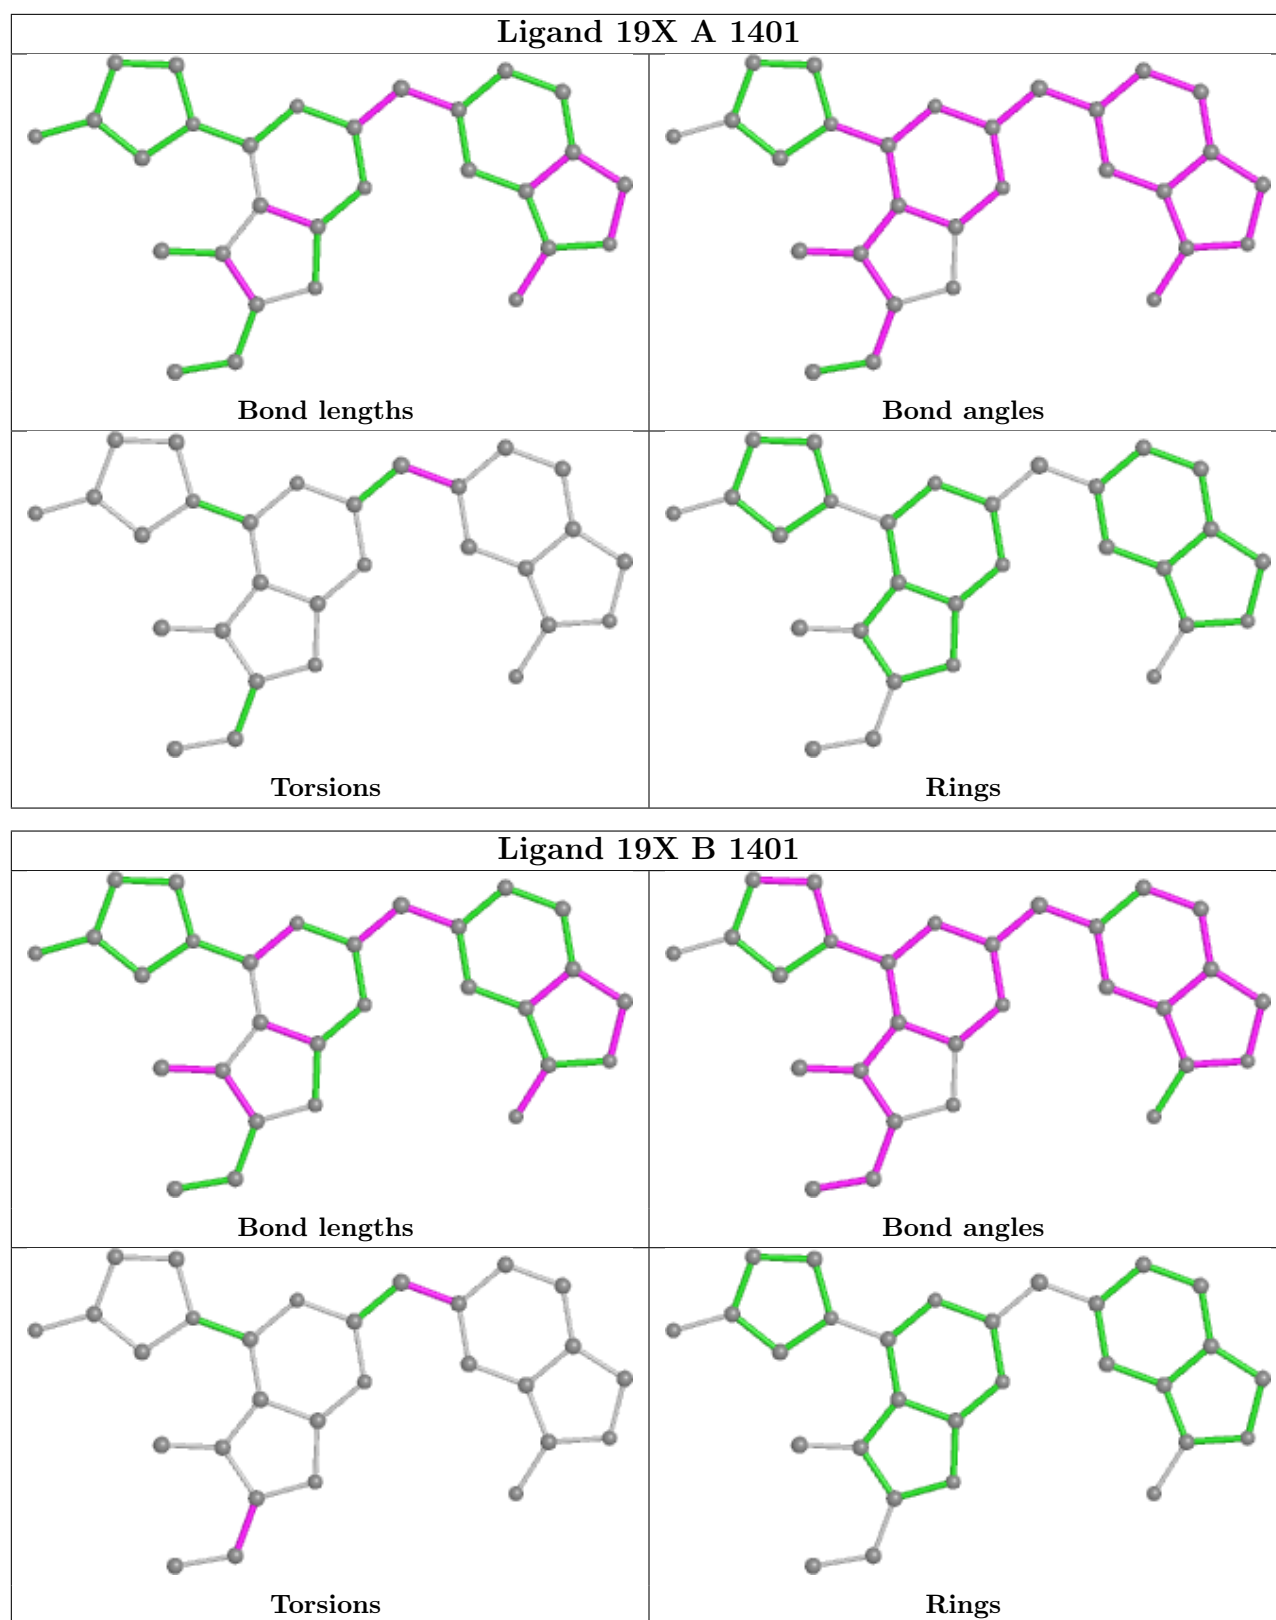 Ligand 19X A 1401
Bond lengths
Bond angles
Torsions
Rings
Ligand 19X B 1401
Bond lengths
Bond angles
Torsions
Rings